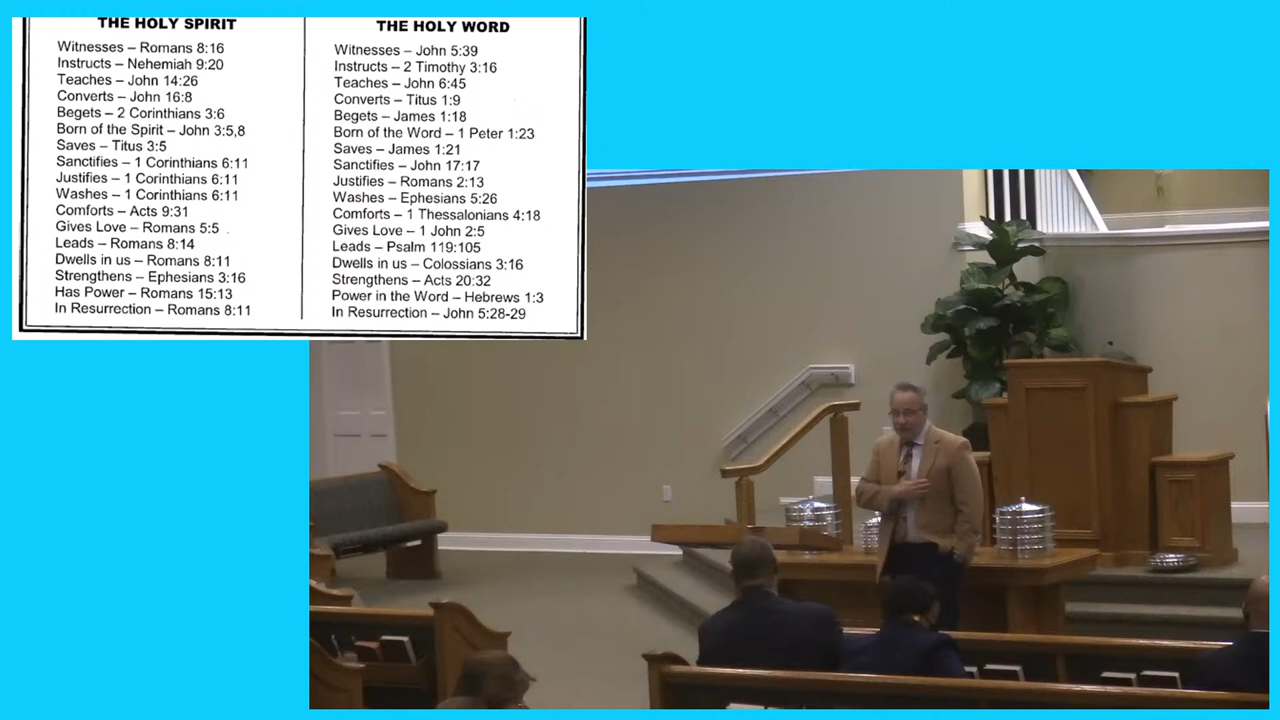 THE HOLY SPIRIT
Witnesses – Romans 8:16
Instructs – Nehemiah 9:20
Teaches – John 14:26
Converts – John 16:8
Begets – 2 Corinthians 3:6
Born of the Spirit – John 3:5,8
Saves – Titus 3:5
Sanctifies – 1 Corinthians 6:11
Justifies – 1 Corinthians 6:11
Washes – 1 Corinthians 6:11
Comforts – Acts 9:31
Gives Love – Romans 5:5
Leads – Romans 8:14
Dwells in us – Romans 8:11
Strengthens – Ephesians 3:16
Has Power – Romans 15:13
In Resurrection – Romans 8:11
THE HOLY WORD
Witnesses – John 5:39
Instructs – 2 Timothy 3:16
Teaches – John 6:45
Converts – Titus 1:9
Begets – James 1:18
Born of the Word – 1 Peter 1:23
Saves – James 1:21
Sanctifies – John 17:17
Justifies – Romans 2:13
Washes – Ephesians 5:26
Comforts – 1 Thessalonians 4:18
Gives Love – 1 John 2:5
Leads – Psalm 119:105
Dwells in us – Colossians 3:16
Strengthens – Acts 20:32
Power in the Word – Hebrews 1:3
In Resurrection – John 5:28-29